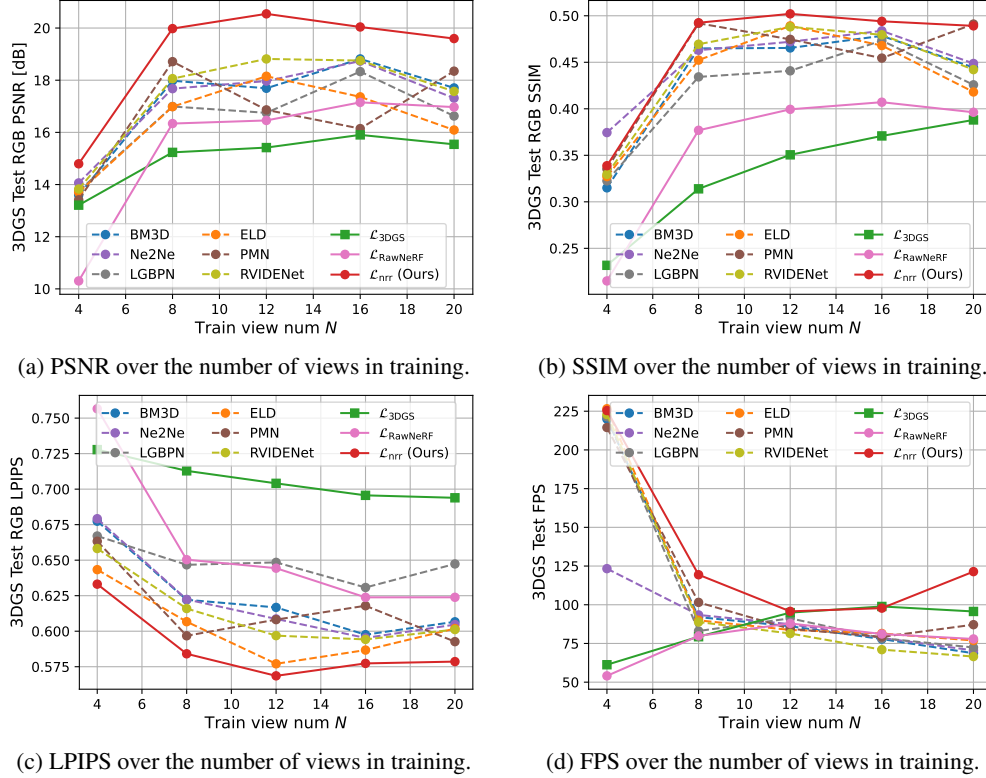 20
18
16
14
12
10
3DGS Test RGB PSNR [dB]
BM3D ELD ℒ3DGS
Ne2Ne PMN ℒRawNeRF
LGBPN RVIDENet ℒnrr (Ours)
4 6 8 10 12 14 16 18 20
Train view num N
(a) PSNR over the number of views in training.
0.50
0.45
0.40
0.35
0.30
0.25
3DGS Test RGB SSIM
BM3D ELD ℒ3DGS
Ne2Ne PMN ℒRawNeRF
LGBPN RVIDENet ℒnrr (Ours)
4 6 8 10 12 14 16 18 20
Train view num N
(b) SSIM over the number of views in training.
0.750
0.725
0.700
0.675
0.650
0.625
0.600
0.575
3DGS Test RGB LPIPS
BM3D ELD ℒ3DGS
Ne2Ne PMN ℒRawNeRF
LGBPN RVIDENet ℒnrr (Ours)
4 6 8 10 12 14 16 18 20
Train view num N
(c) LPIPS over the number of views in training.
225
200
175
150
125
100
75
50
3DGS Test FPS
BM3D ELD ℒ3DGS
Ne2Ne PMN ℒRawNeRF
LGBPN RVIDENet ℒnrr (Ours)
4 6 8 10 12 14 16 18 20
Train view num N
(d) FPS over the number of views in training.